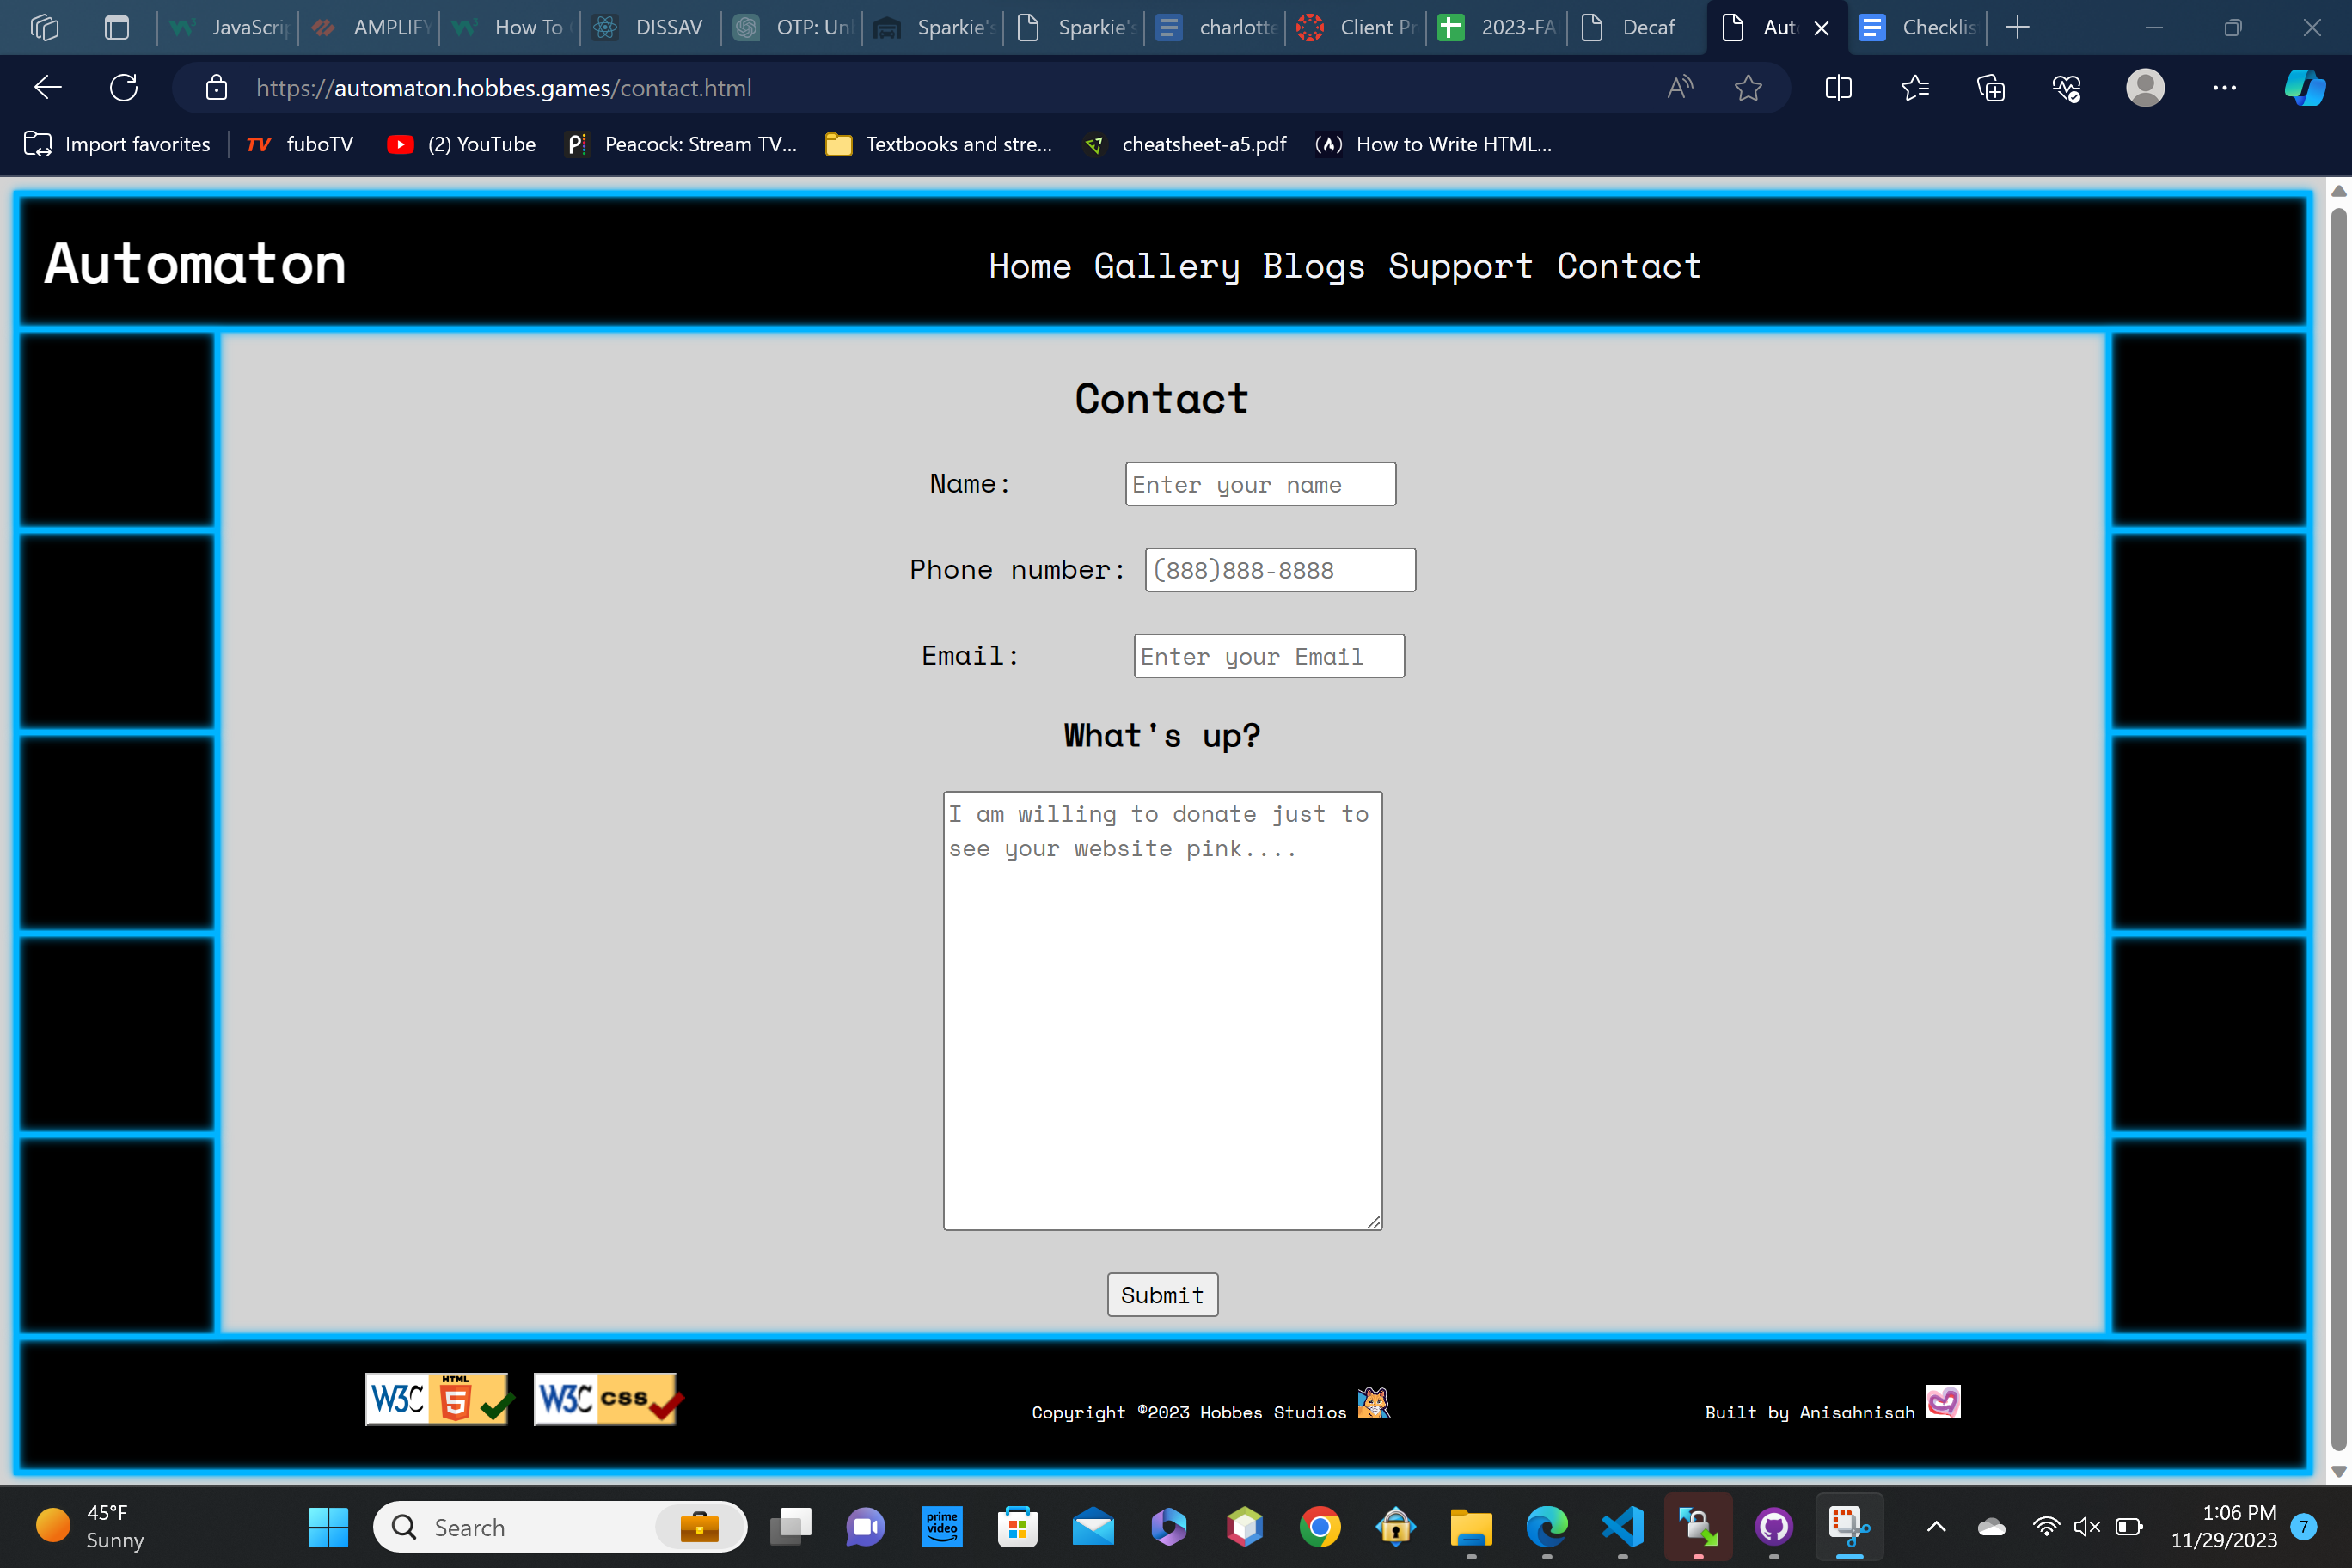 JavaScri
AMPLIFY
How To
DISSAV
OTP: Un
Sparkie's
Sparkie's
charlotte
Client Pr
2023-FA
Decaf
Aut
Checklis
https://automaton.hobbes.games/contact.html
Import favorites
TV fuboTV
(2) YouTube
Peacock: Stream TV...
Textbooks and stre...
cheatsheet-a5.pdf
How to Write HTML...
Automaton
Home Gallery Blogs Support Contact
Contact
Name: Enter your name
Phone number: (888)888-8888
Email: Enter your Email
What's up?
I am willing to donate just to
see your website pink....
Submit
W3C HTML 5
W3C css
Copyright ©2023 Hobbes Studios
Built by Anisahnisah
45°F
Sunny
Search
prime
video
1:06 PM
11/29/2023
7